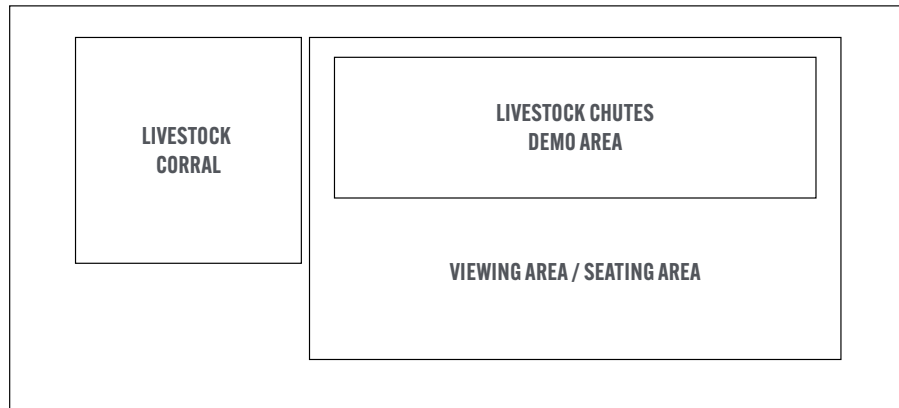 LIVESTOCK
CORRAL
LIVESTOCK CHUTES
DEMO AREA
VIEWING AREA / SEATING AREA